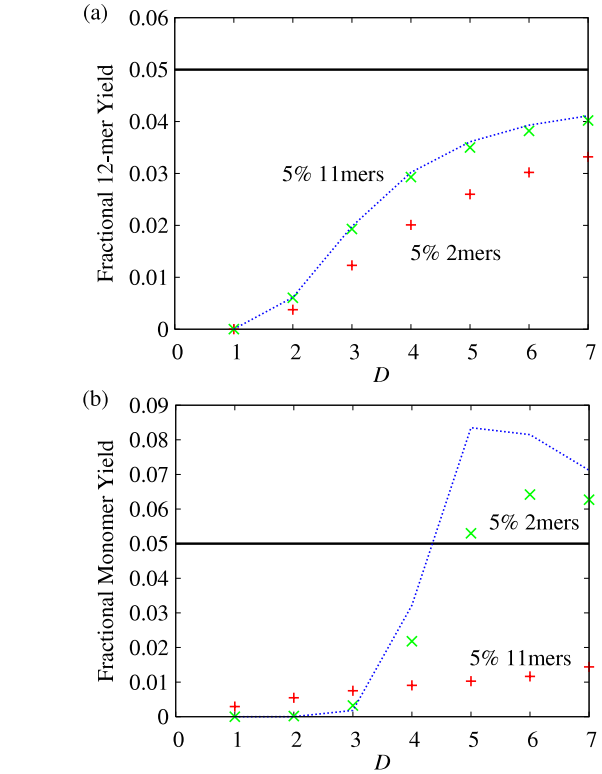 (a)
Fractional 12-mer Yield
0.06
0.05
0.04
0.03
0.02
0.01
0
5% 11mers
5% 2mers
0 1 2 3 4 5 6 7
D
(b)
Fractional Monomer Yield
0.09
0.08
0.07
0.06
0.05
0.04
0.03
0.02
0.01
0
5% 2mers
5% 11mers
0 1 2 3 4 5 6 7
D